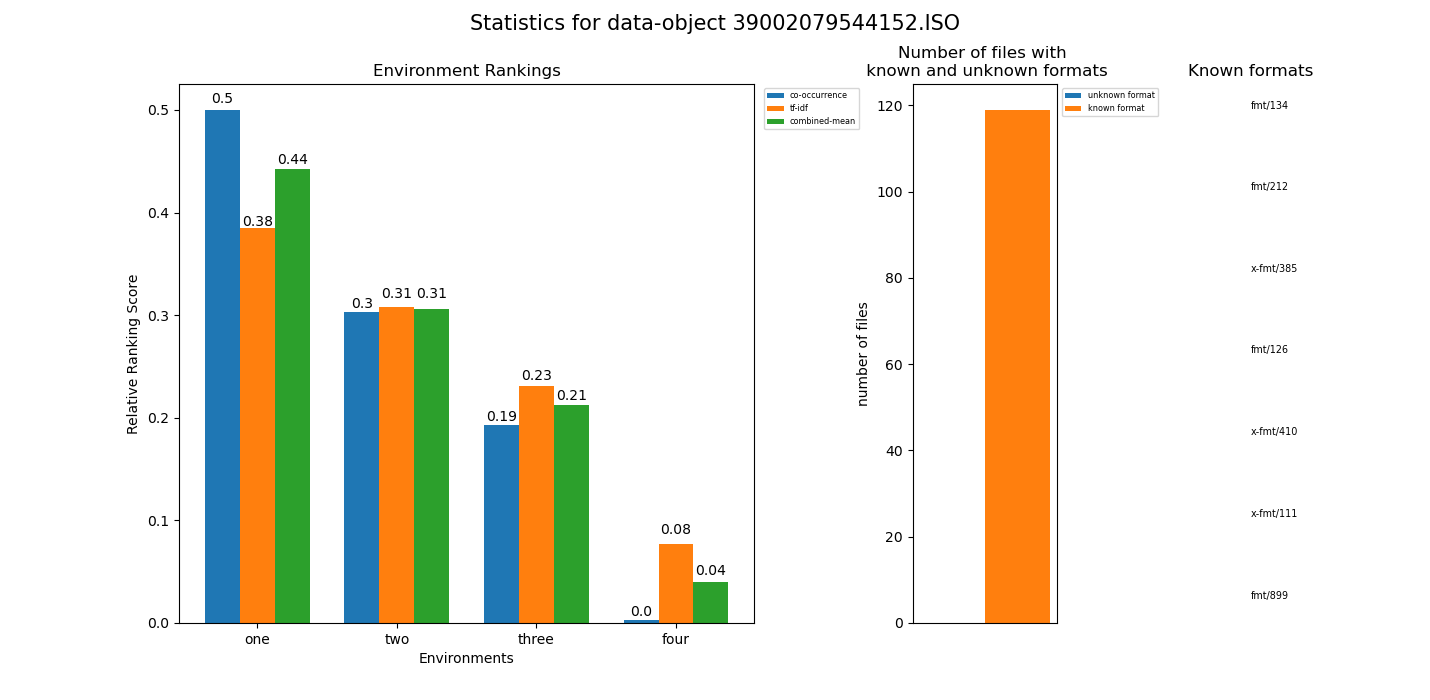 Statistics for data-object 39002079544152.ISO
Environment Rankings
Relative Ranking Score
0.5
0.4
0.3
0.2
0.1
0.0
0.5
0.38
0.44
0.3
0.31
0.31
0.19
0.23
0.21
0.0
0.08
0.04
one
two
three
four
Environments
co-occurrence
tf-idf
combined-mean
Number of files with
known and unknown formats
number of files
120
100
80
60
40
20
0
unknown format
known format
Known formats
fmt/134
fmt/212
x-fmt/385
fmt/126
x-fmt/410
x-fmt/111
fmt/899